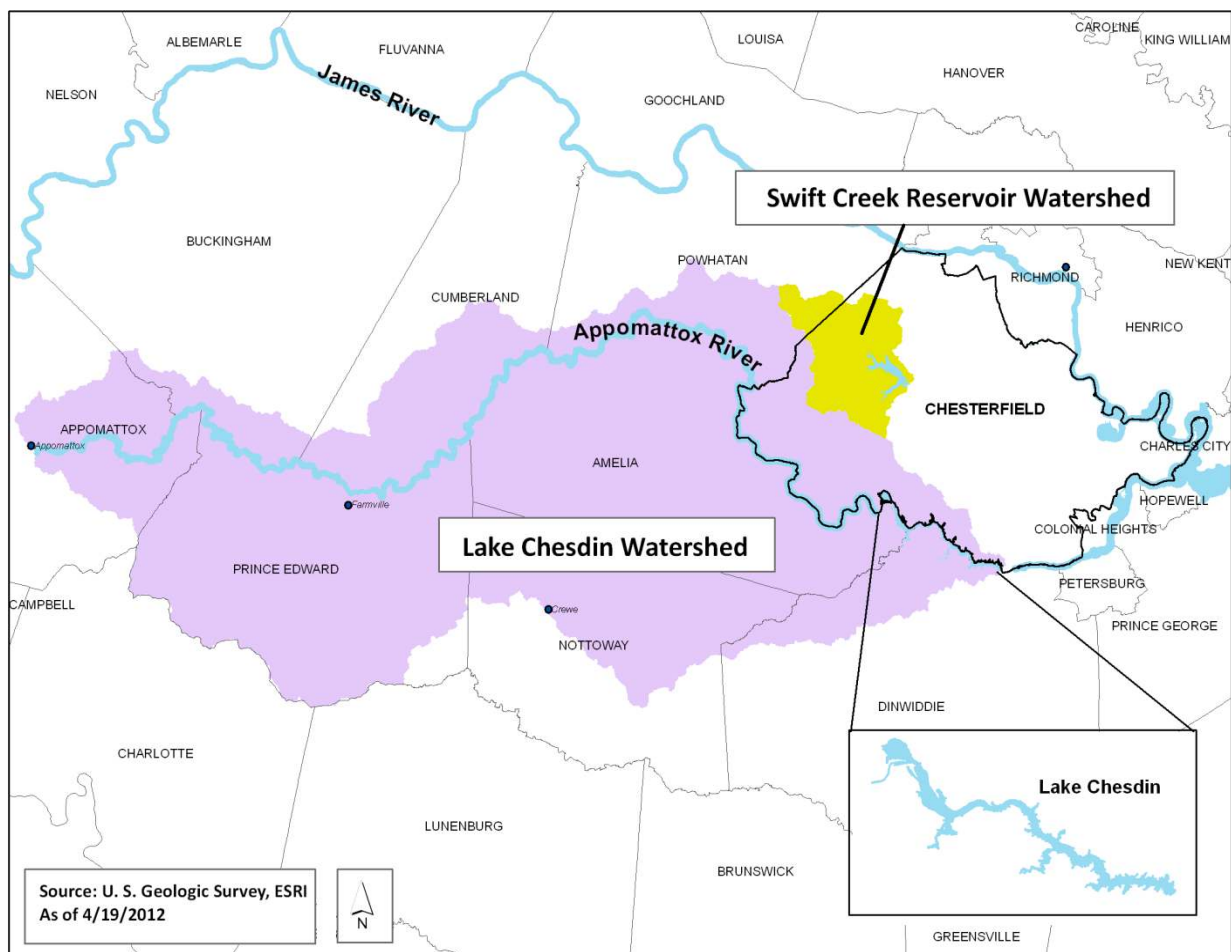 ALBEMARLE
FLUVANNA
LOUISA
CAROLINE
KING WILLIAM
HANOVER
NELSON
James River
GOOCHLAND
Swift Creek Reservoir Watershed
BUCKINGHAM
POWHATAN
NEW KENT
RICHMOND
CUMBERLAND
HENRICO
Appomattox River
CHESTERFIELD
APPOMATTOX
Appomattox
CHARLES CITY
AMELIA
HOPEWELL
Farmville
COLONIAL HEIGHTS
Lake Chesdin Watershed
PRINCE EDWARD
PETERSBURG
CAMPBELL
Crewe
PRINCE GEORGE
NOTTOWAY
DINWIDDIE
CHARLOTTE
Lake Chesdin
LUNENBURG
BRUNSWICK
Source: U. S. Geologic Survey, ESRI
As of 4/19/2012
N
GREENSVILLE